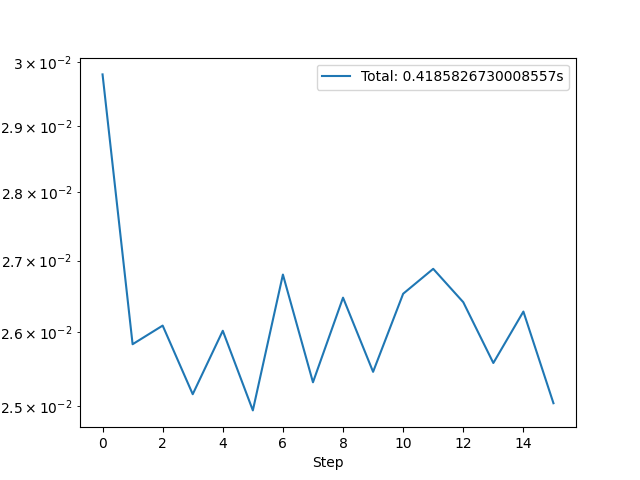 Total: 0.4185826730008557s
3 × 10⁻²
2.9 × 10⁻²
2.8 × 10⁻²
2.7 × 10⁻²
2.6 × 10⁻²
2.5 × 10⁻²
0 2 4 6 8 10 12 14
Step